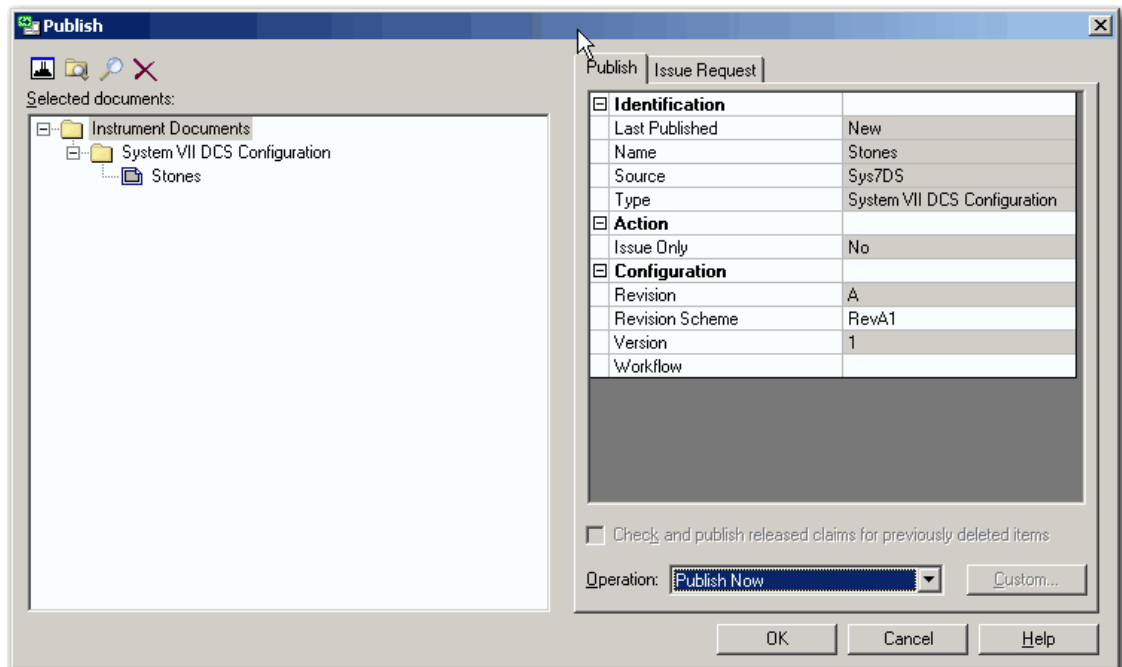 Publish
Selected documents:
Instrument Documents
System VII DCS Configuration
Stones
Publish
Issue Request
Identification
Last Published New
Name Stones
Source Sys7DS
Type System VII DCS Configuration
Action
Issue Only No
Configuration
Revision A
Revision Scheme RevA1
Version 1
Workflow
Check and publish released claims for previously deleted items
Operation: Publish Now Custom...
OK Cancel Help